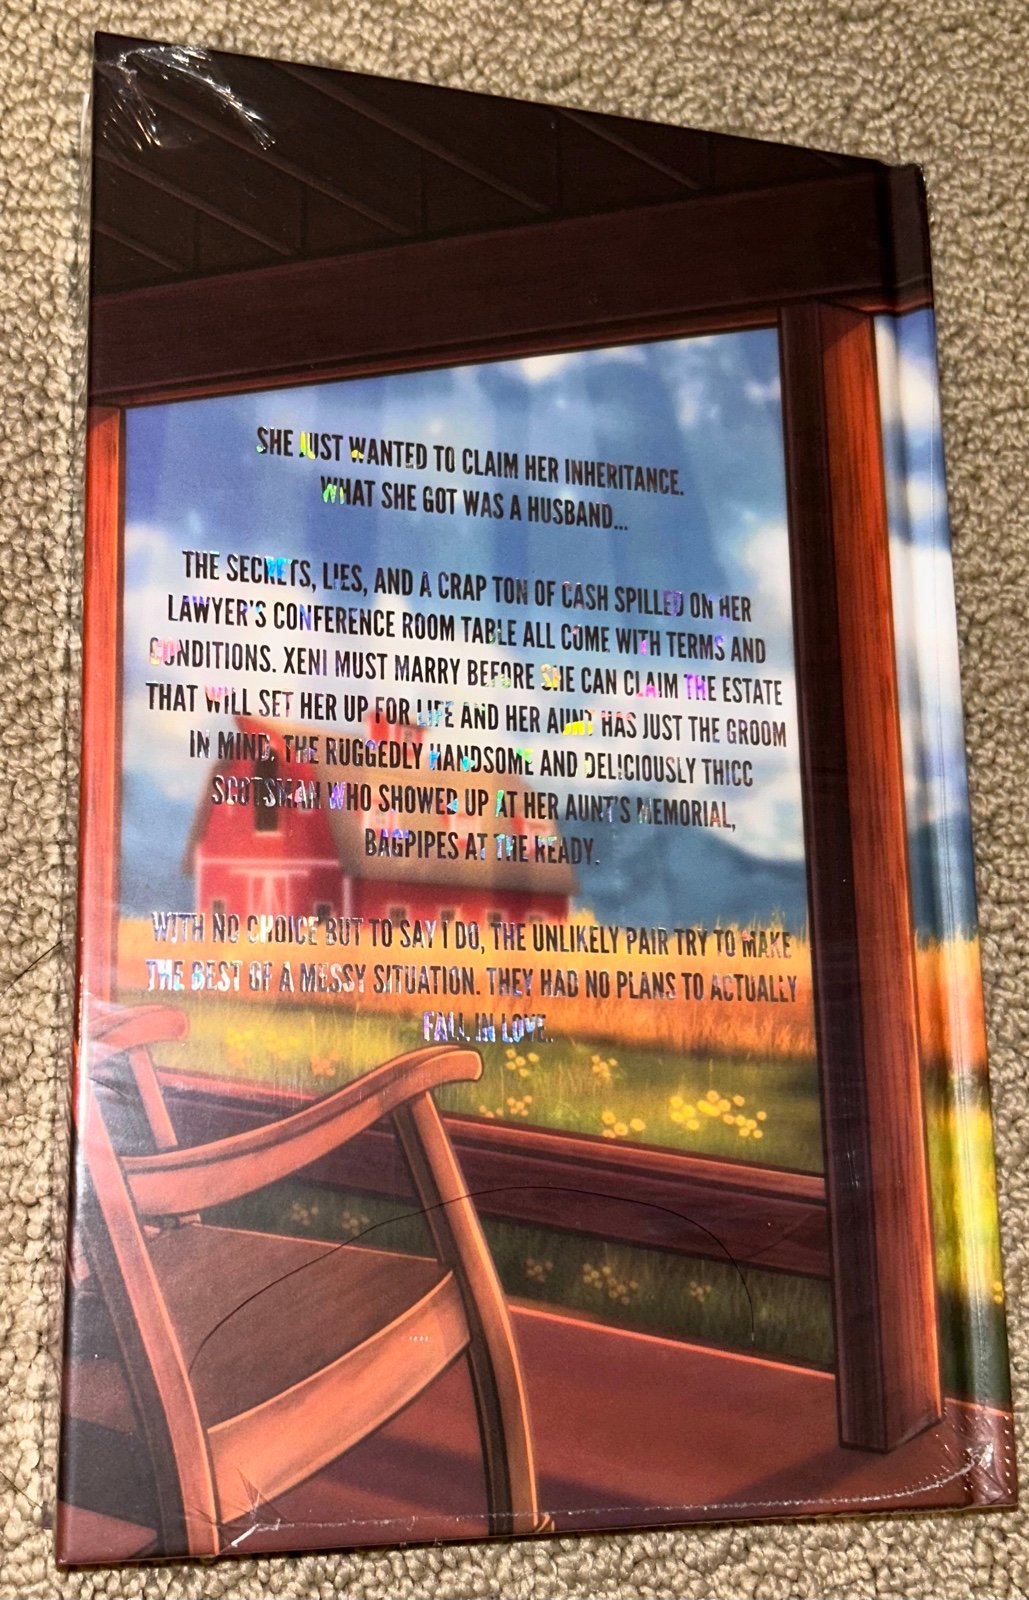 SHE JUST WANTED TO CLAIM HER INHERITANCE.
WHAT SHE GOT WAS A HUSBAND...
THE SECRETS, LIES, AND A CRAP TON OF CASH SPILLED ON HER
LAWYER'S CONFERENCE ROOM TABLE ALL COME WITH TERMS AND
CONDITIONS. XENI MUST MARRY BEFORE SHE CAN CLAIM THE ESTATE
THAT WILL SET HER UP FOR LIFE AND HER AUNT HAS JUST THE GROOM
IN MIND. THE RUGGEDLY HANDSOME AND DELICIOUSLY THICC
SCOTSMAN WHO SHOWED UP AT HER AUNT'S MEMORIAL,
BAGPIPES AT THE READY.
WITH NO CHOICE BUT TO SAY I DO, THE UNLIKELY PAIR TRY TO MAKE
THE BEST OF A MESSY SITUATION. THEY HAD NO PLANS TO ACTUALLY
FALL IN LOVE.